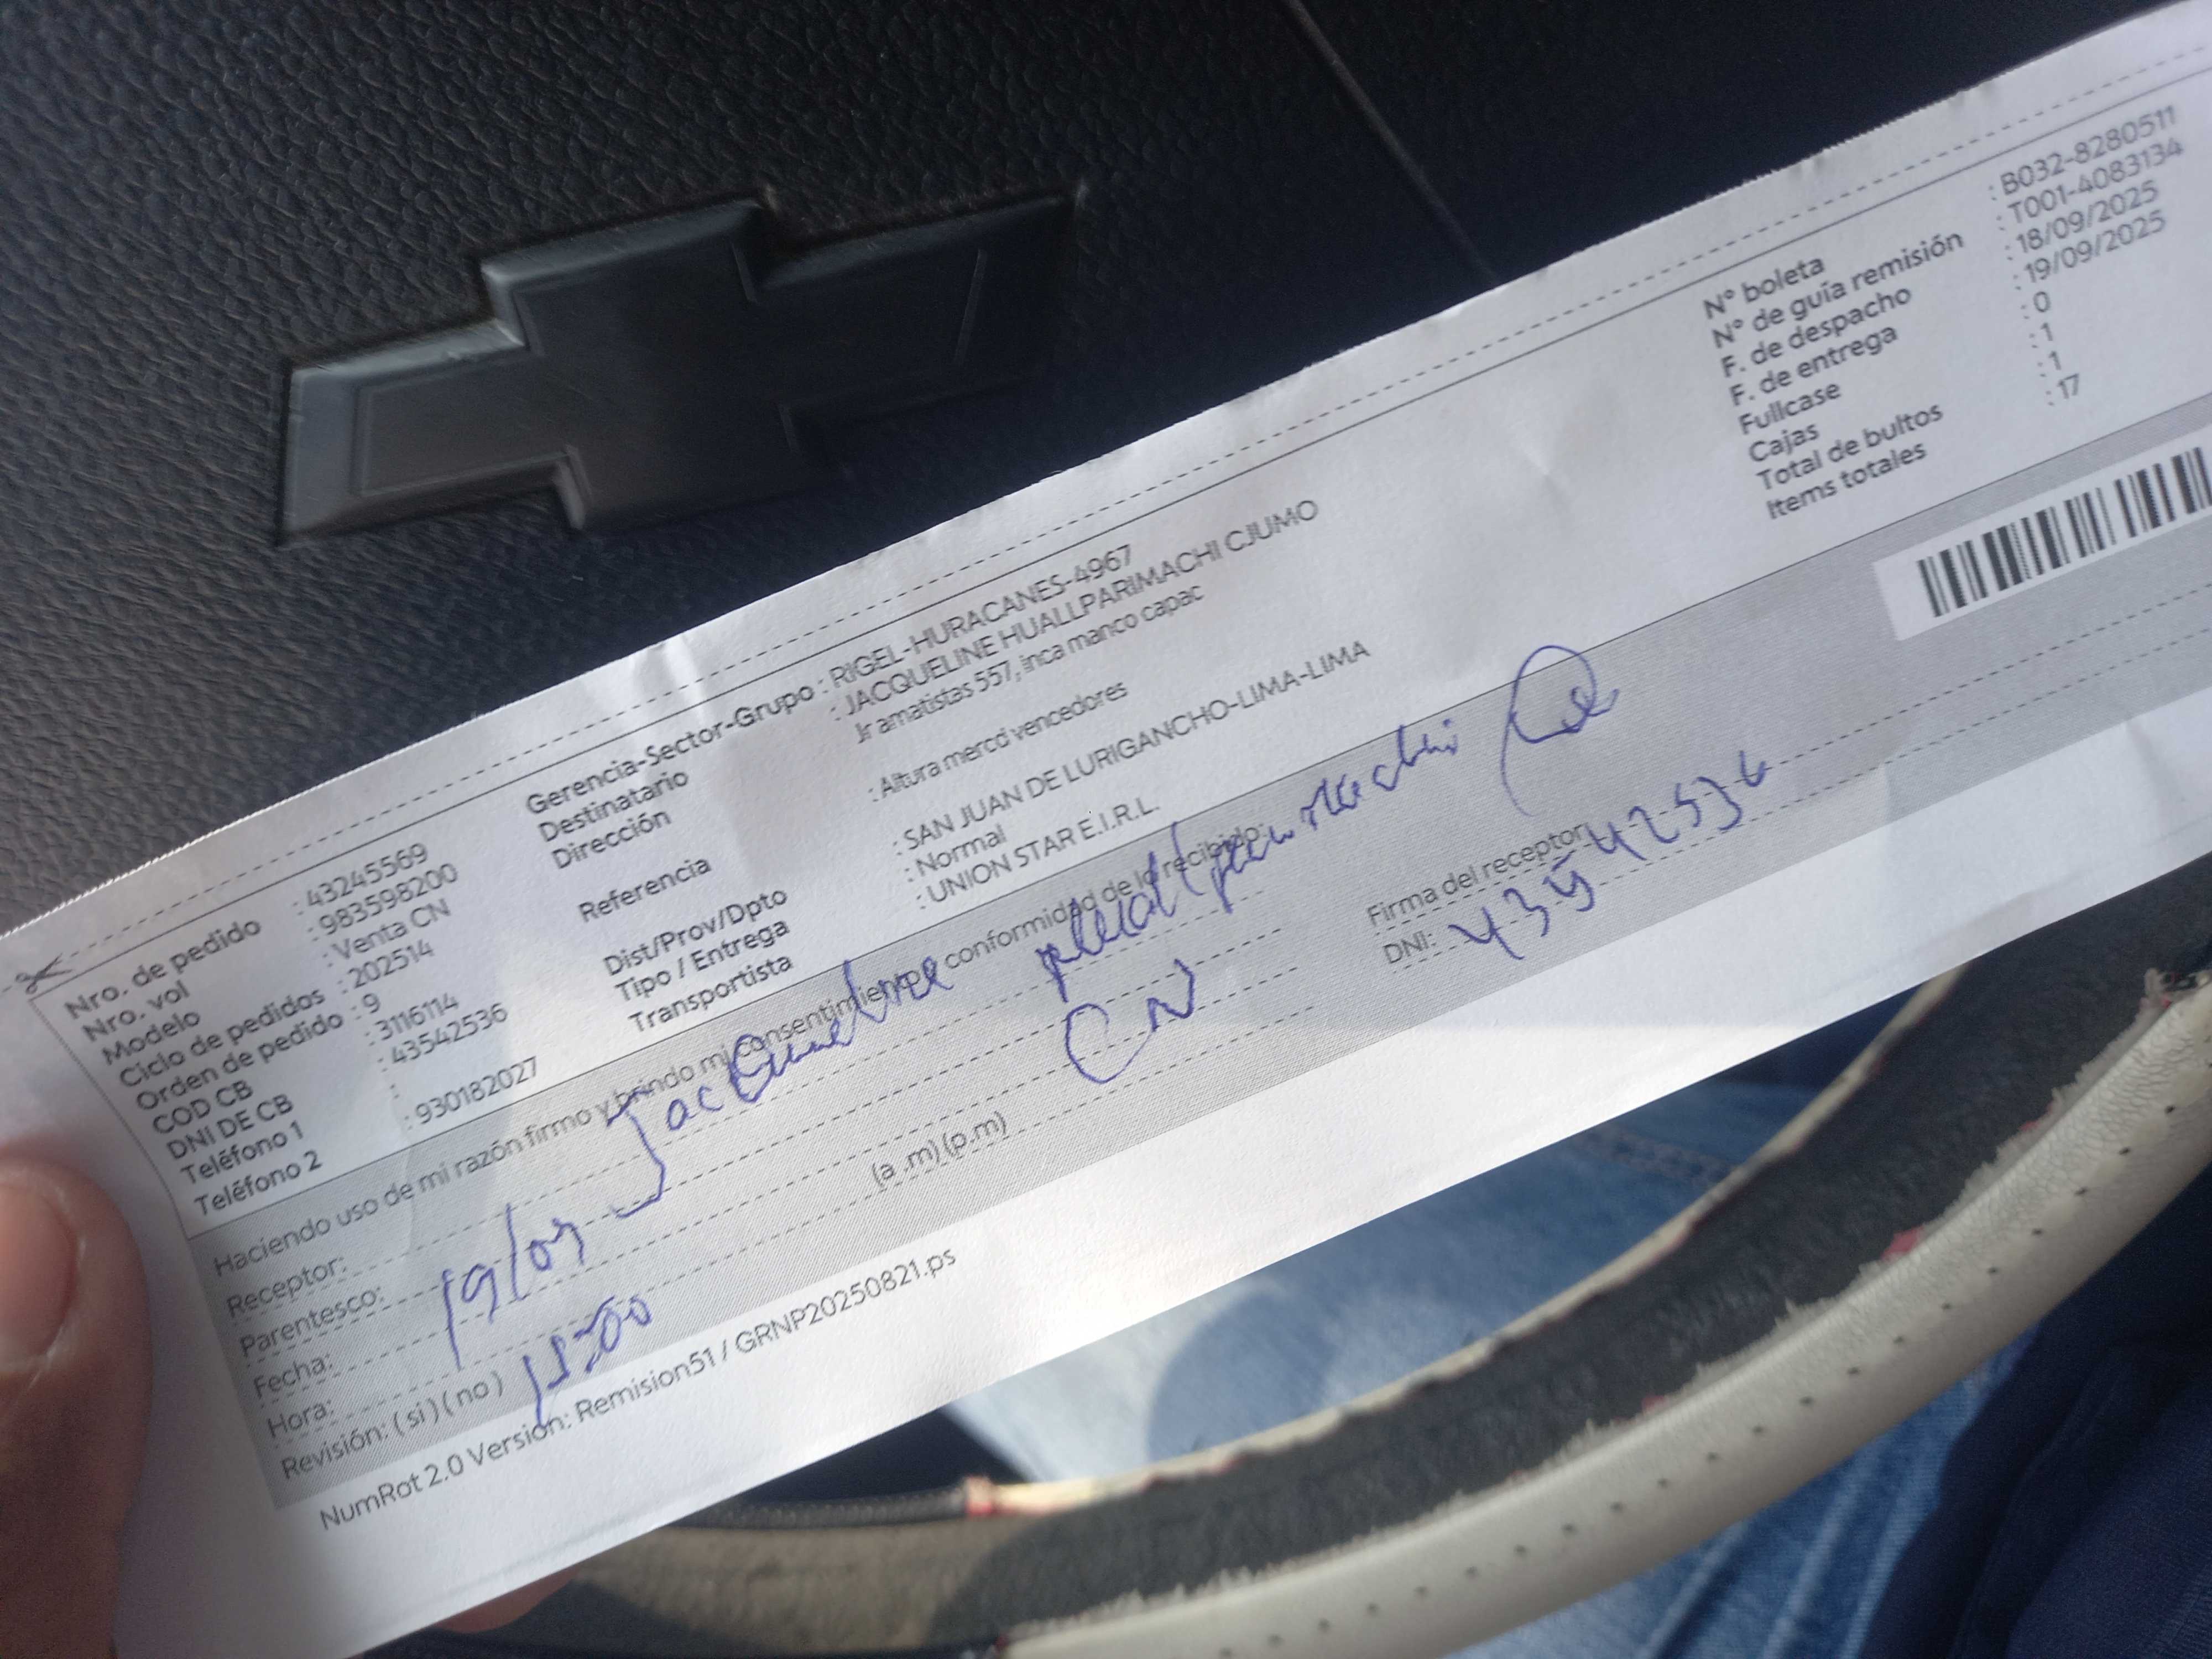 Nro. de pedido : 43245569
Nro. vol : 983598200
Modelo : Venta CN
Ciclo de pedidos : 202514
Orden de pedido : 9
COD CB : 3116114
DNI DE CB : 43542536
Teléfono 1 :
Teléfono 2 : 930182027
Gerencia-Sector-Grupo : RIGEL-HURACANES-4967
Destinatario : JACQUELINE HUALLPARIMACHI CJUMO
Dirección Jr amatistas 557, inca manco capac
Referencia : Altura mercd vencedores
Dist/Prov/Dpto : SAN JUAN DE LURIGANCHO-LIMA-LIMA
Tipo / Entrega : Normal
Transportista : UNION STAR E.I.R.L.
N° boleta : B032-8280511
N° de guía remisión : T001-4083134
F. de despacho : 18/09/2025
F. de entrega : 19/09/2025
Fullcase : 0
Cajas : 1
Total de bultos : 1
Items totales : 17
Haciendo uso de mi razón firmo y brindo mi consentimiento y conformidad de lo recibido:
Receptor: Jacqueline
Parentesco: CN
Fecha: 19/09
Hora: (a .m) (p.m)
Revisión: ( si ) ( no )
Firma del receptor:
DNI: 43542536
NumRot 2.0 Versión: Remision51 / GRNP20250821.ps